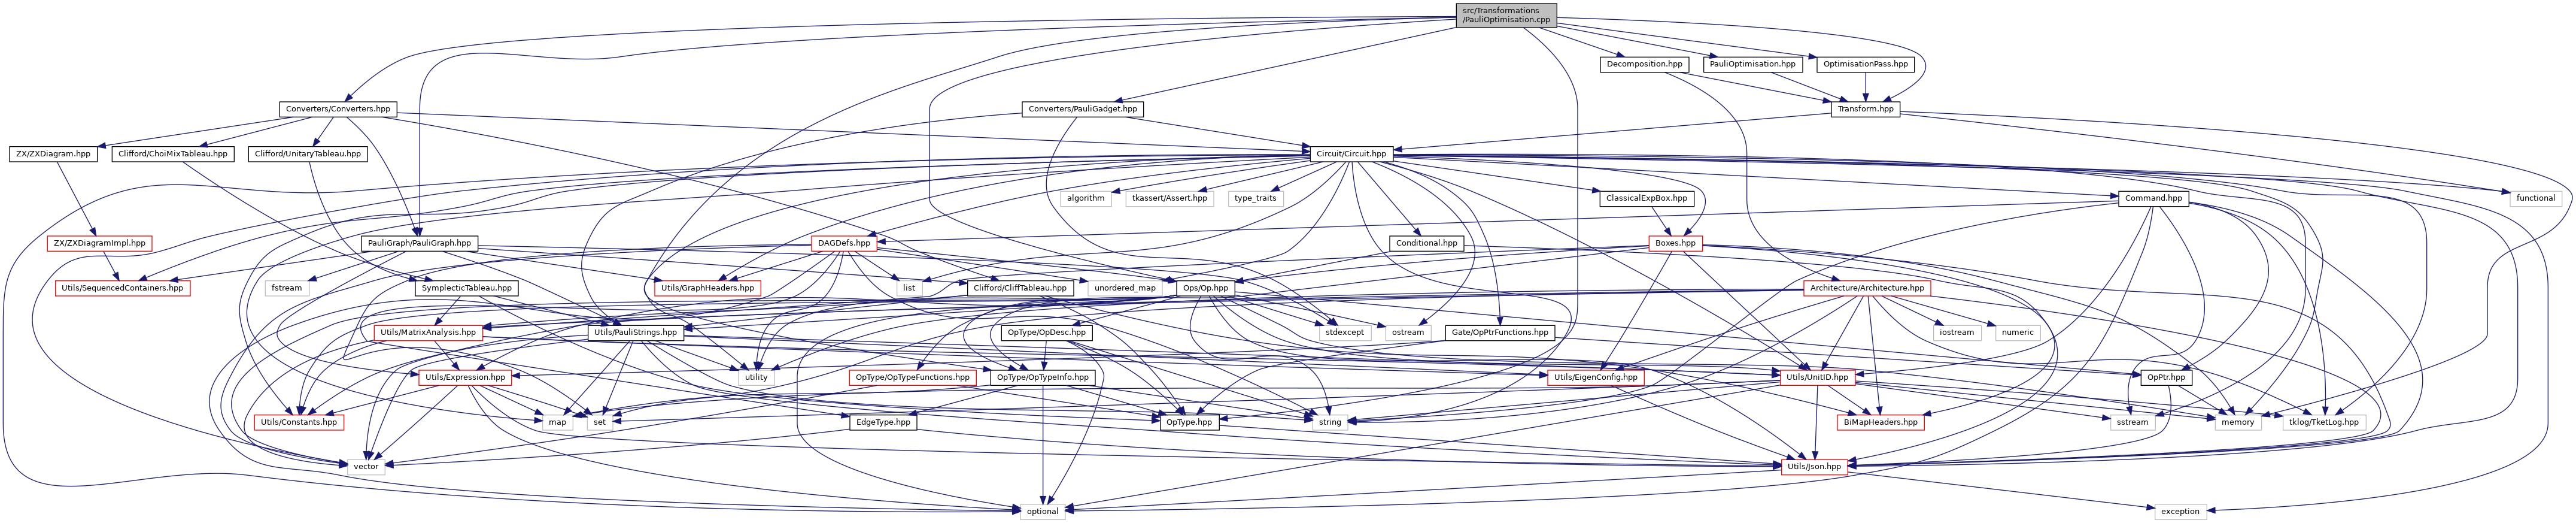 src/Transformations
/PauliOptimisation.cpp
Decomposition.hpp
PauliOptimisation.hpp
OptimisationPass.hpp
Converters/Converters.hpp
Converters/PauliGadget.hpp
Transform.hpp
ZX/ZXDiagram.hpp
Clifford/ChoiMixTableau.hpp
Clifford/UnitaryTableau.hpp
Circuit/Circuit.hpp
algorithm
tkassert/Assert.hpp
type_traits
ClassicalExpBox.hpp
Command.hpp
functional
ZX/ZXDiagramImpl.hpp
PauliGraph/PauliGraph.hpp
DAGDefs.hpp
Conditional.hpp
Boxes.hpp
Utils/SequencedContainers.hpp
fstream
SymplecticTableau.hpp
Utils/GraphHeaders.hpp
list
Clifford/CliffTableau.hpp
unordered_map
Ops/Op.hpp
Architecture/Architecture.hpp
Utils/MatrixAnalysis.hpp
Utils/PauliStrings.hpp
OpType/OpDesc.hpp
stdexcept
ostream
Gate/OpPtrFunctions.hpp
iostream
numeric
Utils/Expression.hpp
utility
OpType/OpTypeFunctions.hpp
OpType/OpTypeInfo.hpp
Utils/EigenConfig.hpp
Utils/UnitID.hpp
OpPtr.hpp
Utils/Constants.hpp
map
set
EdgeType.hpp
OpType.hpp
string
BiMapHeaders.hpp
sstream
memory
tklog/TketLog.hpp
vector
Utils/Json.hpp
optional
exception